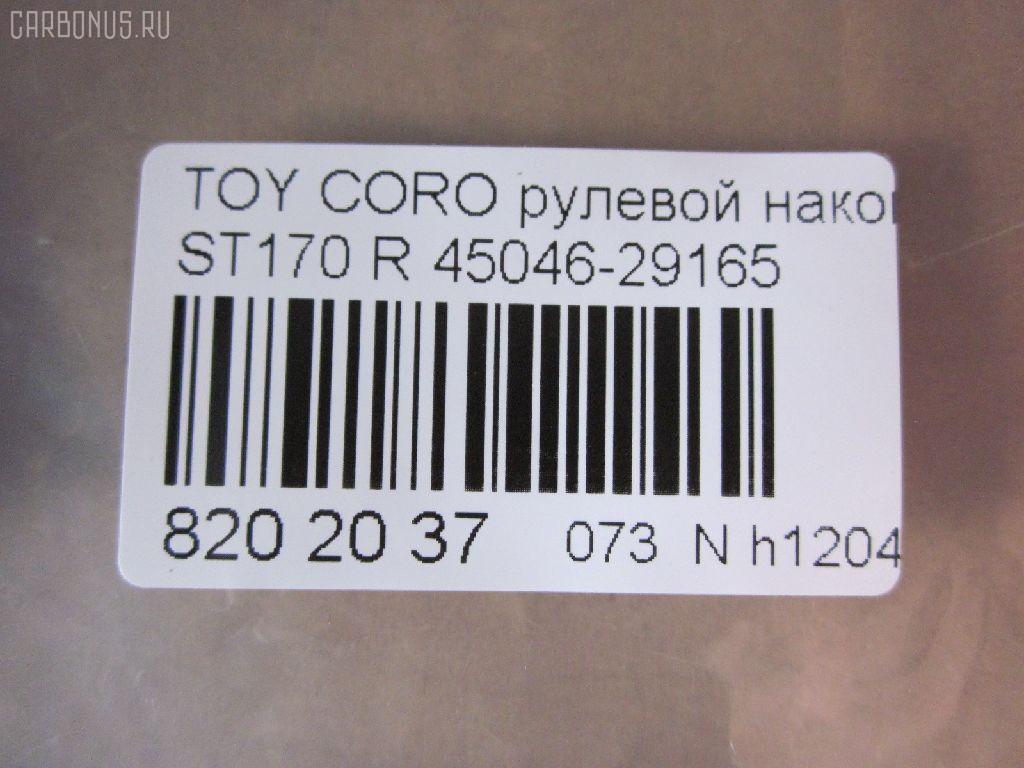 CARBONUS.RU
TOY CORO рулевой нако
ST170 R 45046-29165
820 20 37 073 N h1204